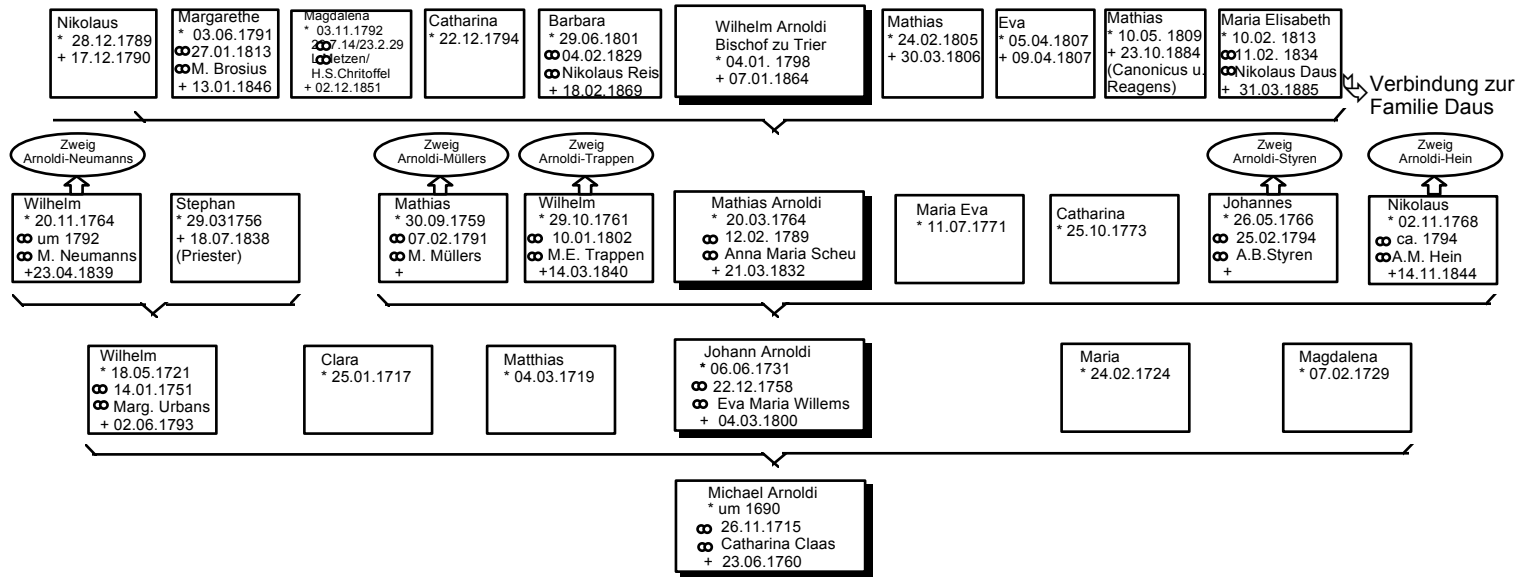 Nikolaus
* 28.12.1789
+ 17.12.1790
Margarethe
* 03.06.1791
⚭ 27.01.1813
⚭ M. Brosius
+ 13.01.1846
Magdalena
* 03.11.1792
7.14/23.2.29
etzen/
H.S.Chritoffel
+ 02.12.1851
Catharina
* 22.12.1794
Barbara
* 29.06.1801
⚭ 04.02.1829
⚭ Nikolaus Reis
+ 18.02.1869
Wilhelm Arnoldi
Bischof zu Trier
* 04.01. 1798
+ 07.01.1864
Mathias
* 24.02.1805
+ 30.03.1806
Eva
* 05.04.1807
+ 09.04.1807
Mathias
* 10.05. 1809
+ 23.10.1884
(Canonicus u.
Reagens)
Maria Elisabeth
* 10.02. 1813
⚭ 11.02. 1834
⚭ Nikolaus Daus
+ 31.03.1885
Verbindung zur
Familie Daus
Zweig
Arnoldi-Neumanns
Zweig
Arnoldi-Müllers
Zweig
Arnoldi-Trappen
Zweig
Arnoldi-Styren
Zweig
Arnoldi-Hein
Wilhelm
* 20.11.1764
⚭ um 1792
⚭ M. Neumanns
+23.04.1839
Stephan
* 29.031756
+ 18.07.1838
(Priester)
Mathias
* 30.09.1759
⚭ 07.02.1791
⚭ M. Müllers
+
Wilhelm
* 29.10.1761
⚭ 10.01.1802
⚭ M.E. Trappen
+14.03.1840
Mathias Arnoldi
* 20.03.1764
⚭ 12.02. 1789
⚭ Anna Maria Scheu
+ 21.03.1832
Maria Eva
* 11.07.1771
Catharina
* 25.10.1773
Johannes
* 26.05.1766
⚭ 25.02.1794
⚭ A.B.Styren
+
Nikolaus
* 02.11.1768
⚭ ca. 1794
⚭ A.M. Hein
+14.11.1844
Wilhelm
* 18.05.1721
⚭ 14.01.1751
⚭ Marg. Urbans
+ 02.06.1793
Clara
* 25.01.1717
Matthias
* 04.03.1719
Johann Arnoldi
* 06.06.1731
⚭ 22.12.1758
⚭ Eva Maria Willems
+ 04.03.1800
Maria
* 24.02.1724
Magdalena
* 07.02.1729
Michael Arnoldi
* um 1690
⚭ 26.11.1715
⚭ Catharina Claas
+ 23.06.1760